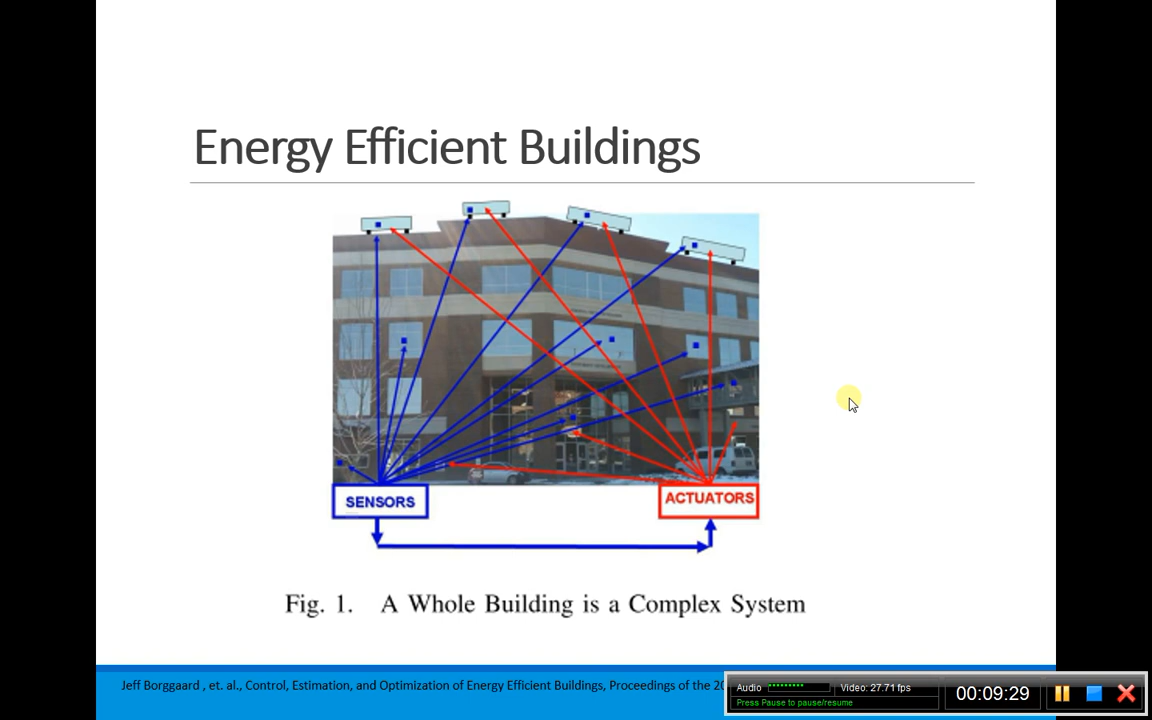 Energy Efficient Buildings
SENSORS
ACTUATORS
Fig. 1. A Whole Building is a Complex System
Jeff Borggaard , et. al., Control, Estimation, and Optimization of Energy Efficient Buildings, Proceedings of the 20
Audio
Video: 27.71 fps
Press Pause to pause/resume
00:09:29